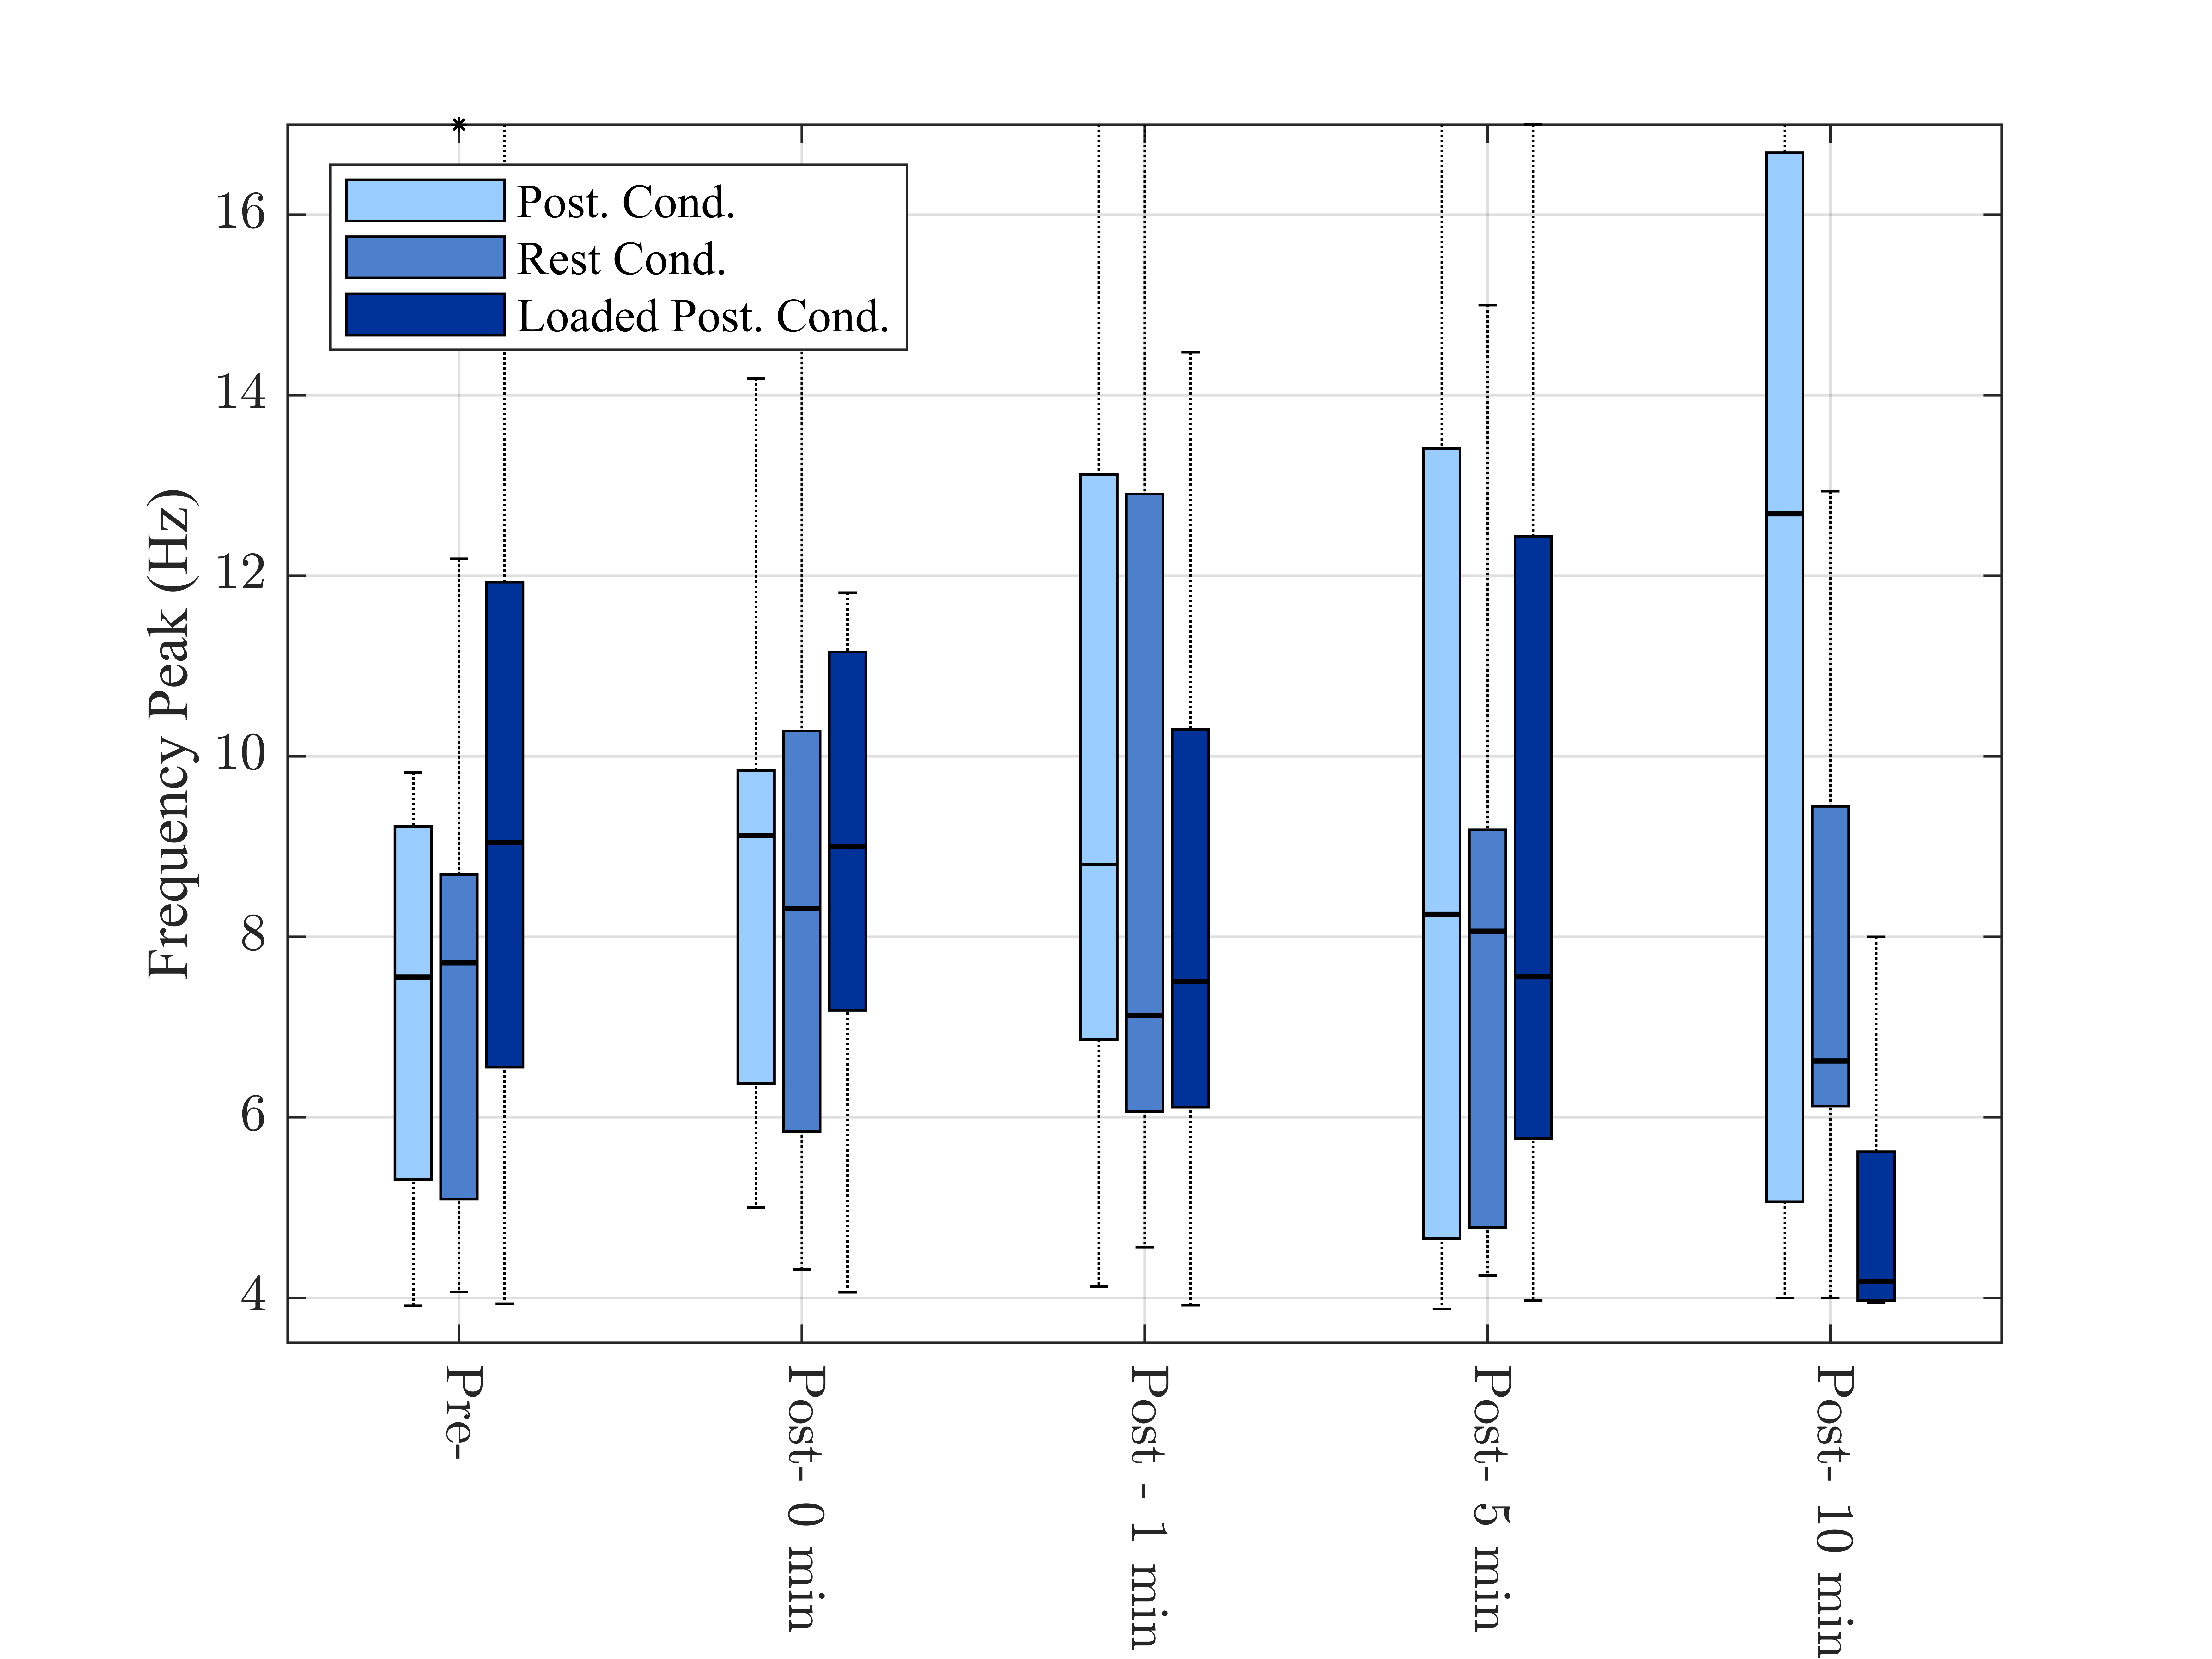 Post. Cond.
Rest Cond.
Loaded Post. Cond.
Frequency Peak (Hz)
16
14
12
10
8
6
4
Pre-
Post- 0 min
Post - 1 min
Post- 5 min
Post- 10 min